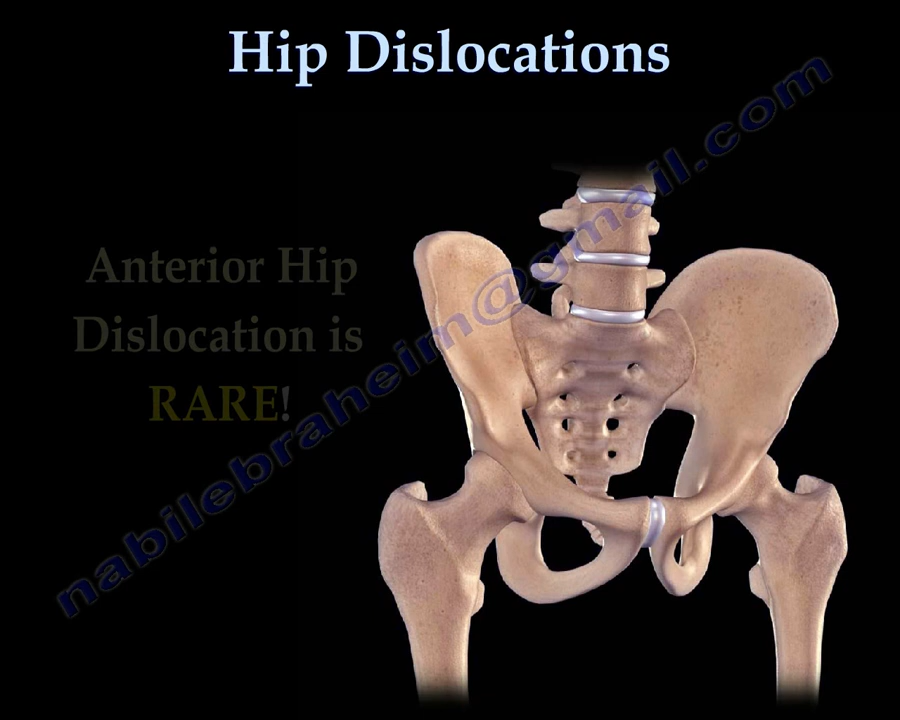 Hip Dislocations
Anterior Hip
Dislocation is
RARE!
nabilebraheim@gmail.com